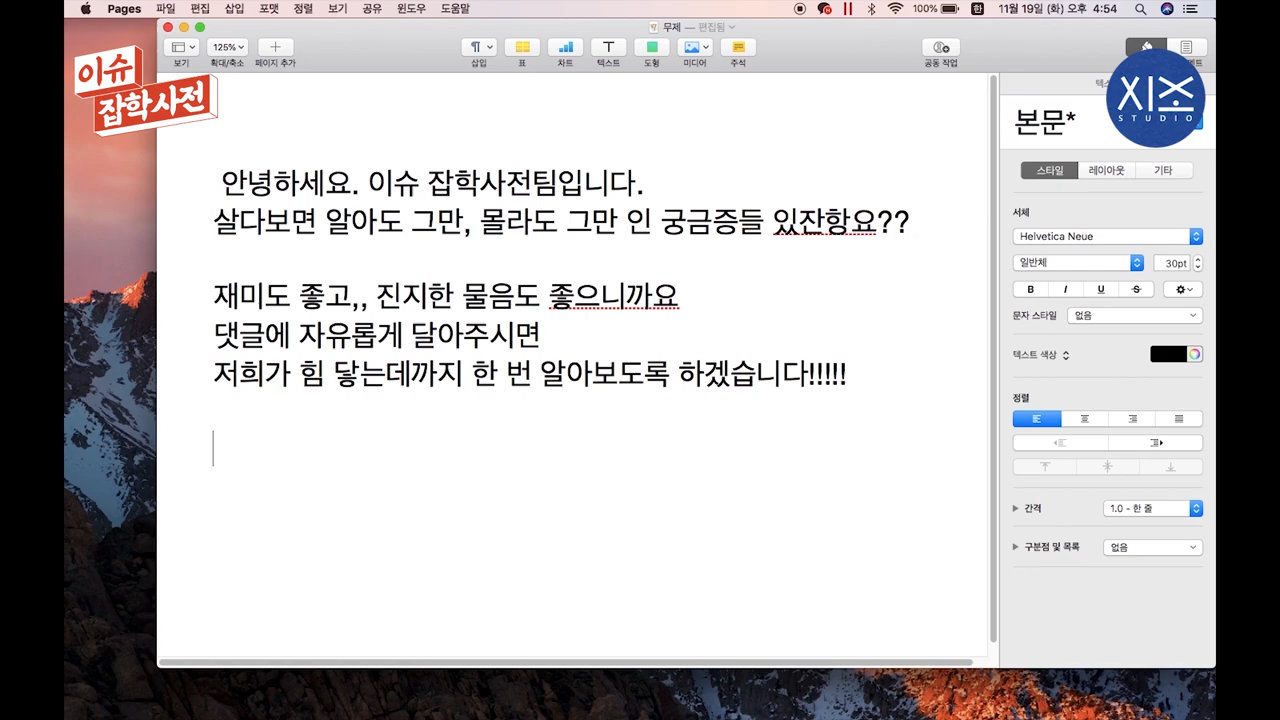 Pages 파일 편집 삽입 포맷 정렬 보기 공유 윈도우 도움말 100% 한 11월 19일 (화) 오후 4:54
무제 — 편집됨
125%
보기 확대/축소 페이지 추가 삽입 표 차트 텍스트 도형 미디어 주석 공동 작업
이슈
잡학사전
지조
STUDIO
본문*
스타일 레이아웃 기타
안녕하세요. 이슈 잡학사전팀입니다.
살다보면 알아도 그만, 몰라도 그만 인 궁금증들 있잖항요??
재미도 좋고,, 진지한 물음도 좋으니까요
댓글에 자유롭게 달아주시면
저희가 힘 닿는데까지 한 번 알아보도록 하겠습니다!!!!!
서체
Helvetica Neue
일반체 30pt
B I U S
문자 스타일 없음
텍스트 색상
정렬
간격 1.0 - 한 줄
구분점 및 목록 없음